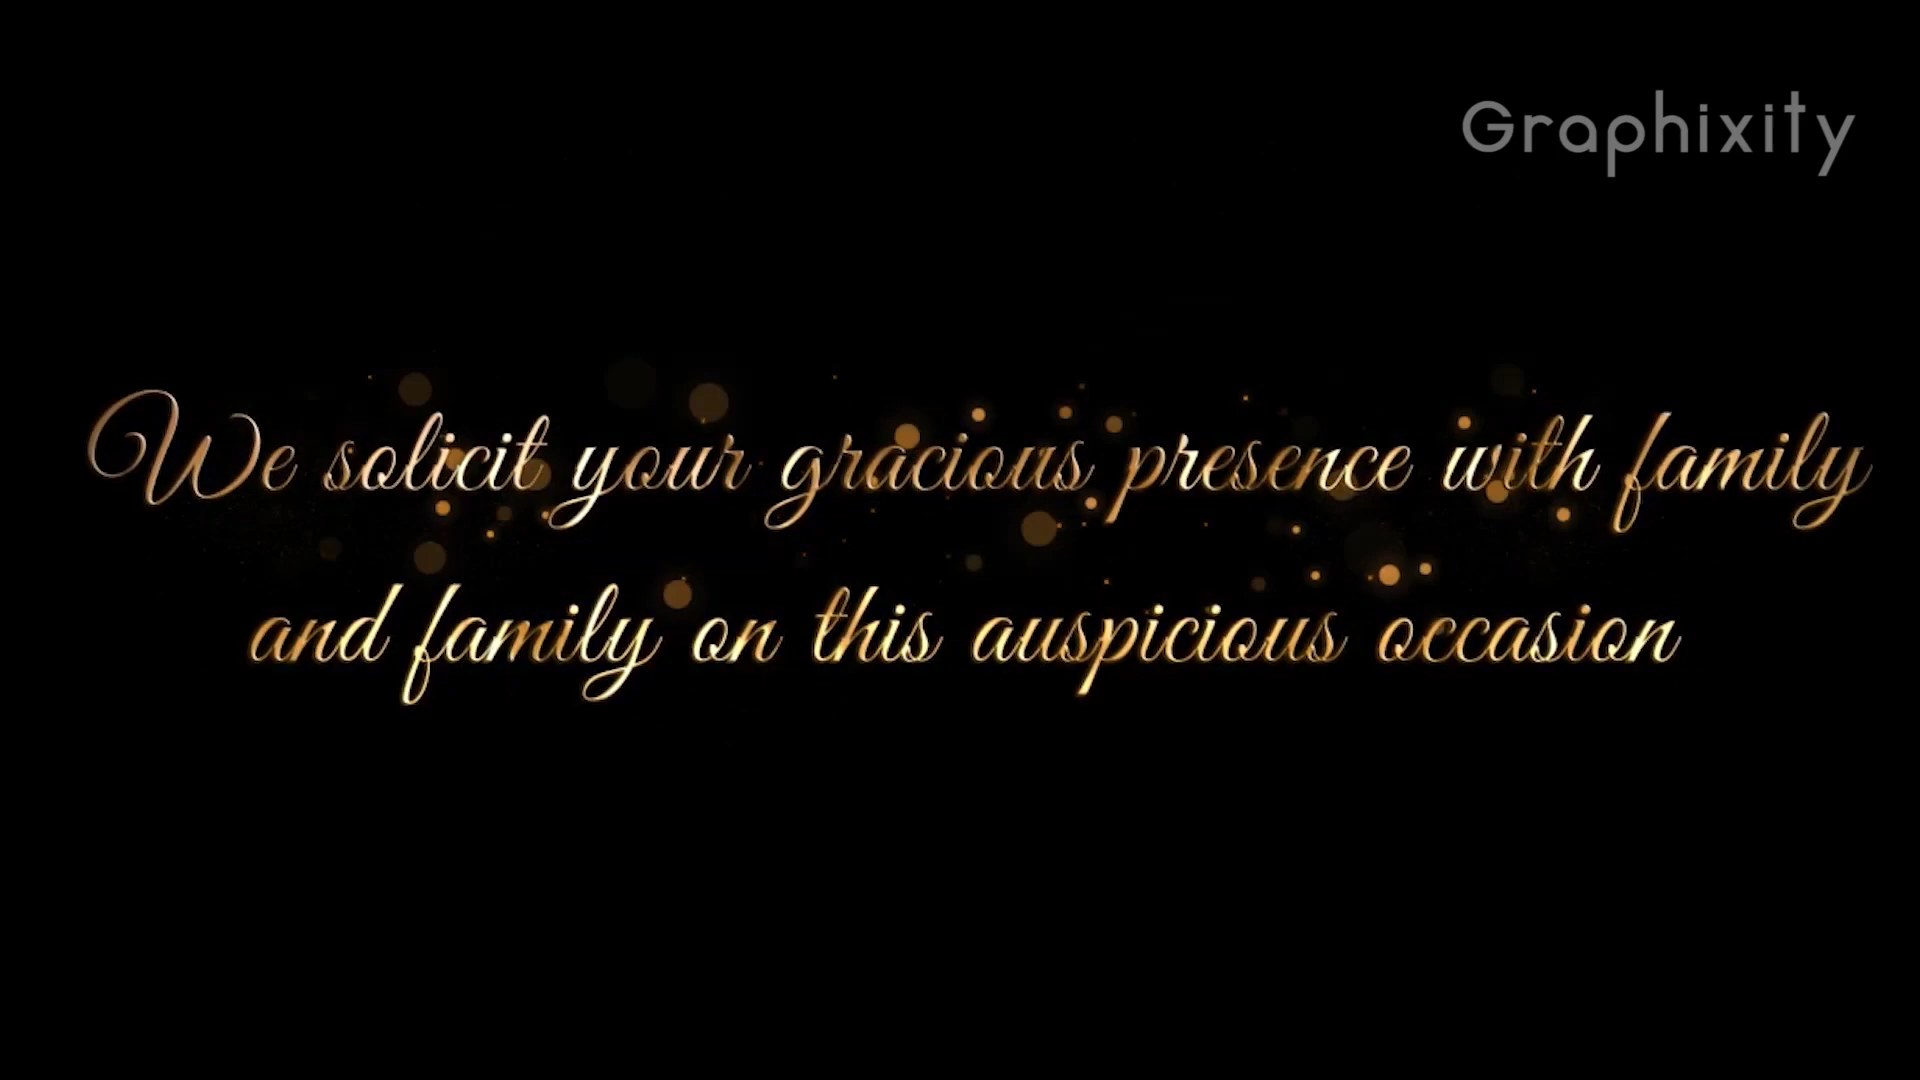 Graphixity
We solicit your gracious presence with family
and family on this auspicious occasion